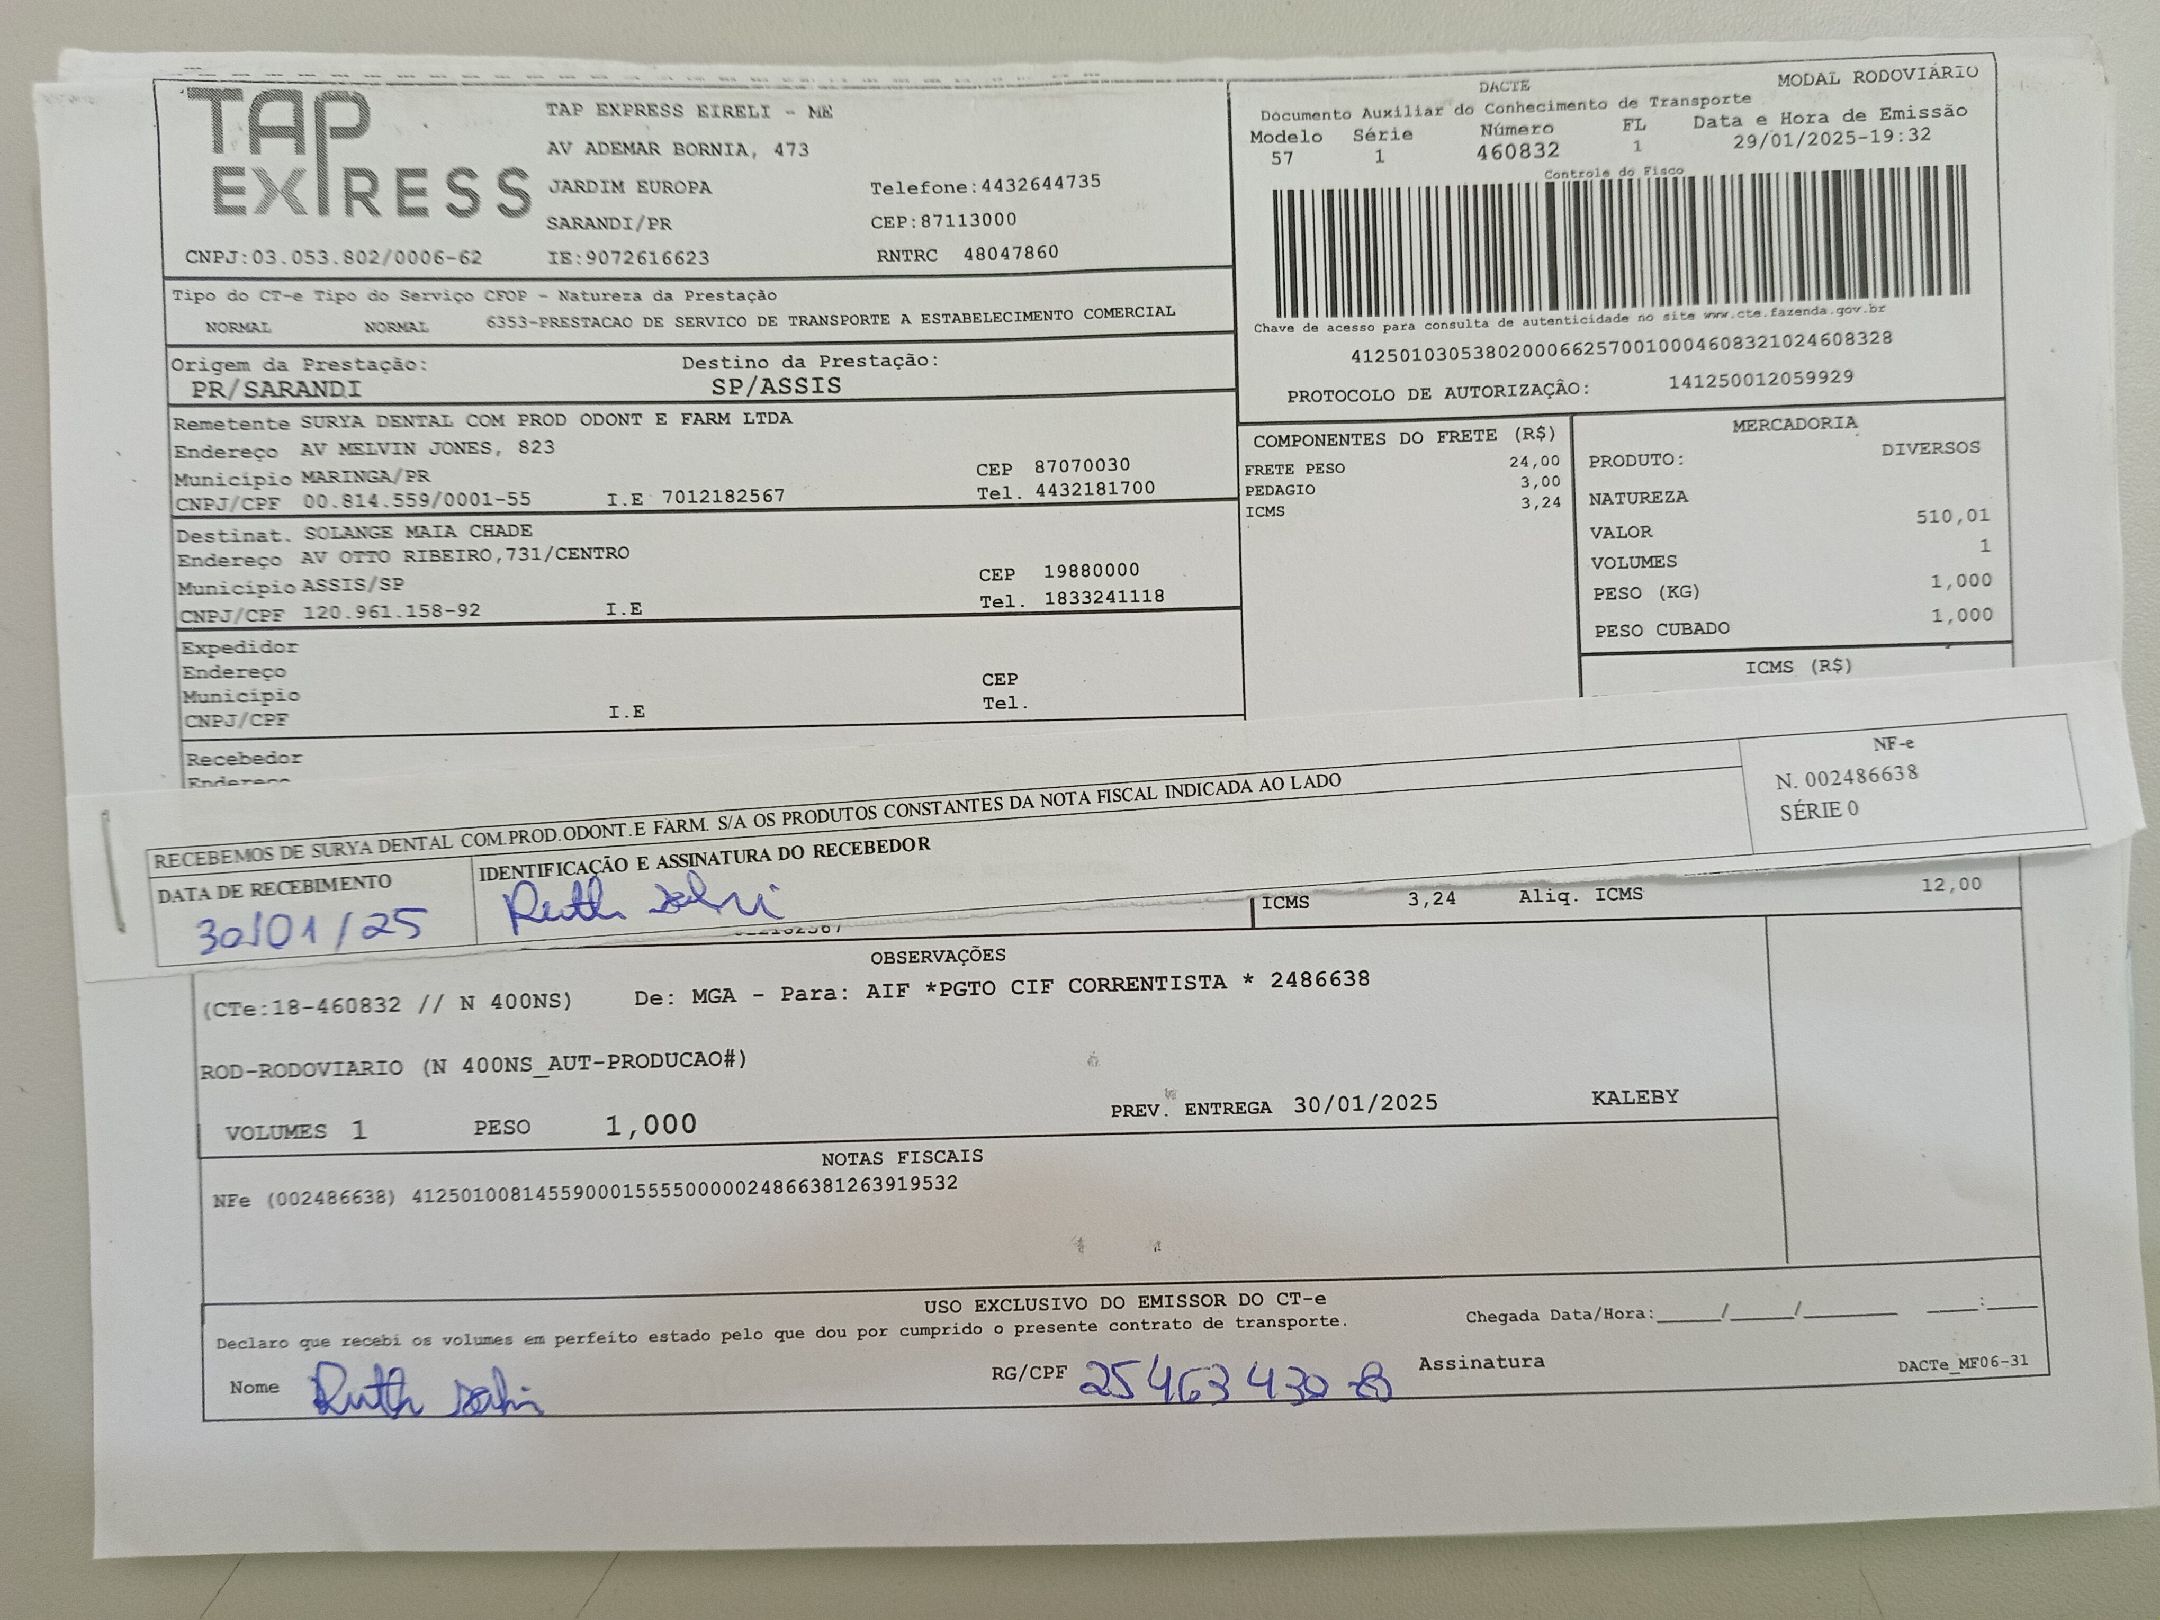 TAP EXPRESS
TAP EXPRESS EIRELI - ME
AV ADEMAR BORNIA, 473
JARDIM EUROPA Telefone:4432644735
SARANDI/PR CEP:87113000
CNPJ:03.053.802/0006-62 IE:9072616623 RNTRC 48047860
DACTE MODAL RODOVIÁRIO
Documento Auxiliar do Conhecimento de Transporte
Modelo Série Número FL Data e Hora de Emissão
57 1 460832 1 29/01/2025-19:32
Controle do Fisco
Chave de acesso para consulta de autenticidade no site www.cte.fazenda.gov.br
41250103053802000662570010004608321024608328
PROTOCOLO DE AUTORIZAÇÂO: 141250012059929
Tipo do CT-e Tipo do Serviço CFOP - Natureza da Prestação
NORMAL NORMAL 6353-PRESTACAO DE SERVICO DE TRANSPORTE A ESTABELECIMENTO COMERCIAL
Origem da Prestação: Destino da Prestação:
PR/SARANDI SP/ASSIS
Remetente SURYA DENTAL COM PROD ODONT E FARM LTDA
Endereço AV MELVIN JONES, 823
Município MARINGA/PR CEP 87070030
CNPJ/CPF 00.814.559/0001-55 I.E 7012182567 Tel. 4432181700
Destinat. SOLANGE MAIA CHADE
Endereço AV OTTO RIBEIRO,731/CENTRO
Município ASSIS/SP CEP 19880000
CNPJ/CPF 120.961.158-92 I.E Tel. 1833241118
Expedidor
Endereço
Município CEP
CNPJ/CPF I.E Tel.
Recebedor
Endereço
COMPONENTES DO FRETE (R$)
FRETE PESO 24,00
PEDAGIO 3,00
ICMS 3,24
MERCADORIA
PRODUTO: DIVERSOS
NATUREZA
VALOR 510,01
VOLUMES 1
PESO (KG) 1,000
PESO CUBADO 1,000
ICMS (R$)
RECEBEMOS DE SURYA DENTAL COM.PROD.ODONT.E FARM. S/A OS PRODUTOS CONSTANTES DA NOTA FISCAL INDICADA AO LADO
DATA DE RECEBIMENTO IDENTIFICAÇÃO E ASSINATURA DO RECEBEDOR
30/01/25 Ruth
NF-e
N. 002486638
SÉRIE 0
ICMS 3,24 Aliq. ICMS 12,00
OBSERVAÇÕES
(CTe:18-460832 // N 400NS) De: MGA - Para: AIF *PGTO CIF CORRENTISTA * 2486638
ROD-RODOVIARIO (N 400NS_AUT-PRODUCAO#)
PREV. ENTREGA 30/01/2025 KALEBY
VOLUMES 1 PESO 1,000
NOTAS FISCAIS
NFe (002486638) 41250100814559000155550000024866381263919532
USO EXCLUSIVO DO EMISSOR DO CT-e
Declaro que recebi os volumes em perfeito estado pelo que dou por cumprido o presente contrato de transporte. Chegada Data/Hora:_____/_____/_______ ____:____
Nome Ruth RG/CPF 25463430 Assinatura DACTe_MF06-31